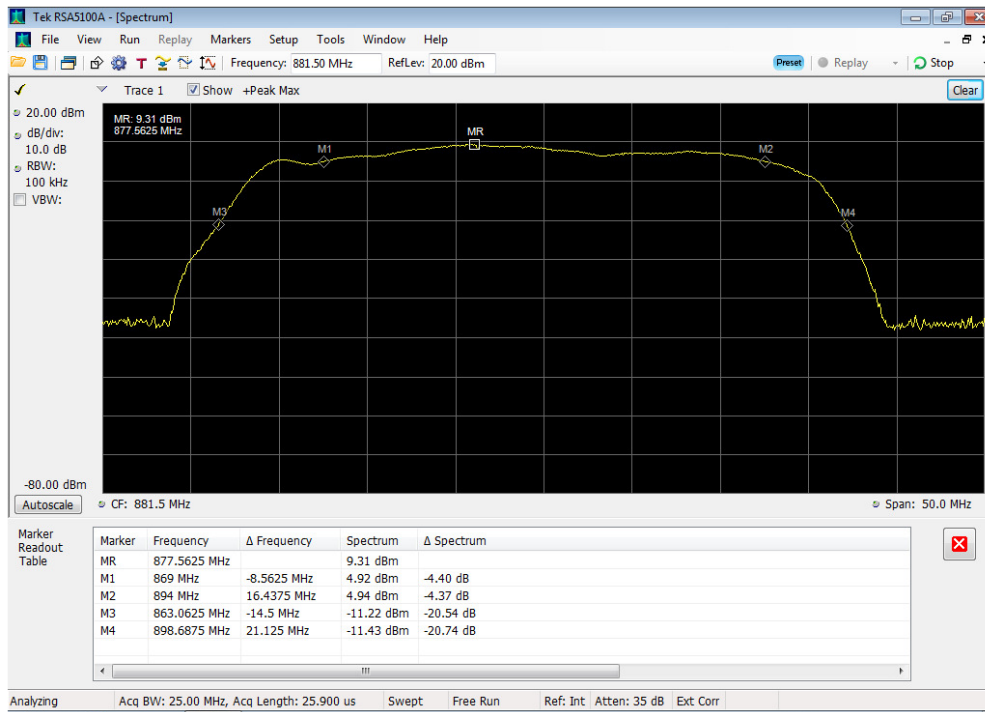 Tek RSA5100A - [Spectrum]
File View Run Replay Markers Setup Tools Window Help
T Frequency: 881.50 MHz RefLev: 20.00 dBm Preset Replay Stop
Trace 1 Show +Peak Max Clear
20.00 dBm
dB/div:
10.0 dB
RBW:
100 kHz
VBW:
MR: 9.31 dBm
877.5625 MHz
MR
M1
M2
M3
M4
-80.00 dBm
Autoscale CF: 881.5 MHz Span: 50.0 MHz
Marker
Readout
Table
Marker Frequency Δ Frequency Spectrum Δ Spectrum
MR 877.5625 MHz 9.31 dBm
M1 869 MHz -8.5625 MHz 4.92 dBm -4.40 dB
M2 894 MHz 16.4375 MHz 4.94 dBm -4.37 dB
M3 863.0625 MHz -14.5 MHz -11.22 dBm -20.54 dB
M4 898.6875 MHz 21.125 MHz -11.43 dBm -20.74 dB
Analyzing Acq BW: 25.00 MHz, Acq Length: 25.900 us Swept Free Run Ref: Int Atten: 35 dB Ext Corr